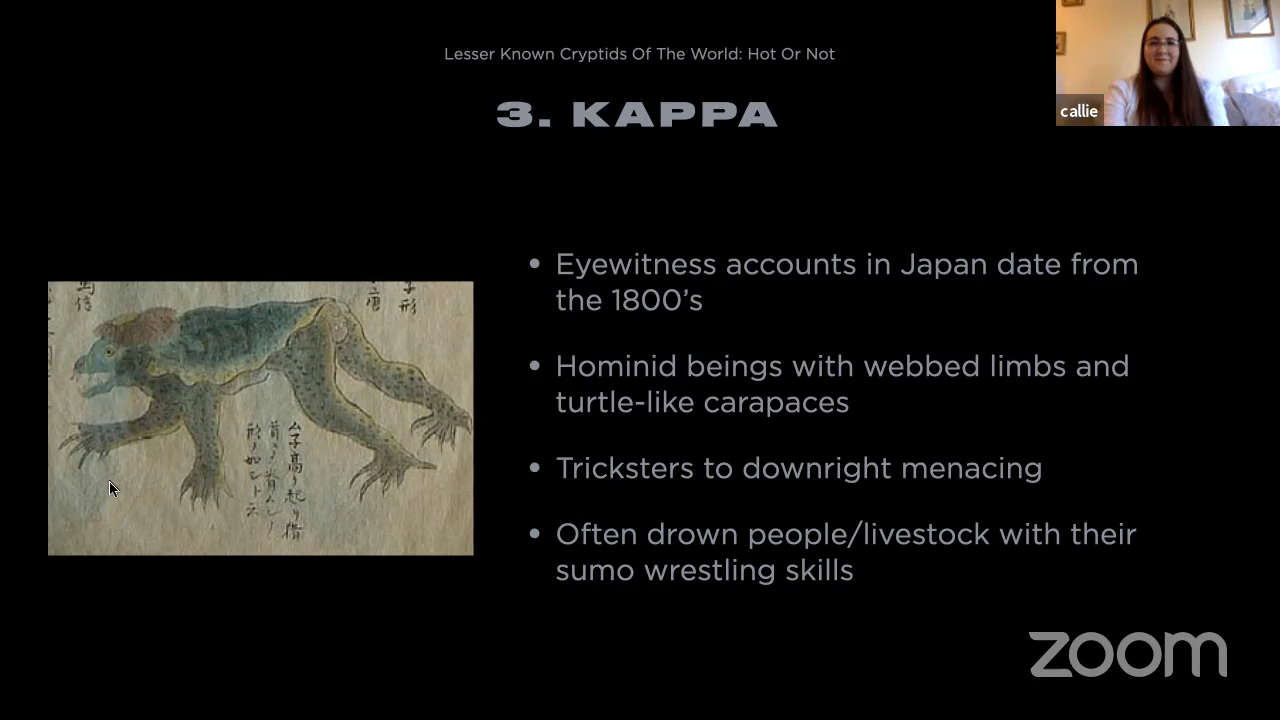 Lesser Known Cryptids Of The World: Hot Or Not
callie
3. KAPPA
• Eyewitness accounts in Japan date from
the 1800's
• Hominid beings with webbed limbs and
turtle-like carapaces
• Tricksters to downright menacing
• Often drown people/livestock with their
sumo wrestling skills
zoom